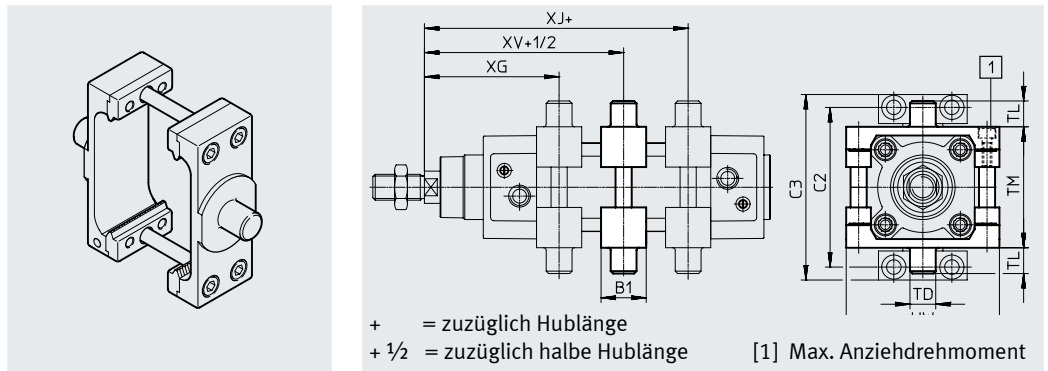 XJ+
XV+1/2
XG
B1
1
C3
C2
TL
TM
TL
TD
+ = zuzüglich Hublänge
+ ½ = zuzüglich halbe Hublänge
[1] Max. Anziehdrehmoment